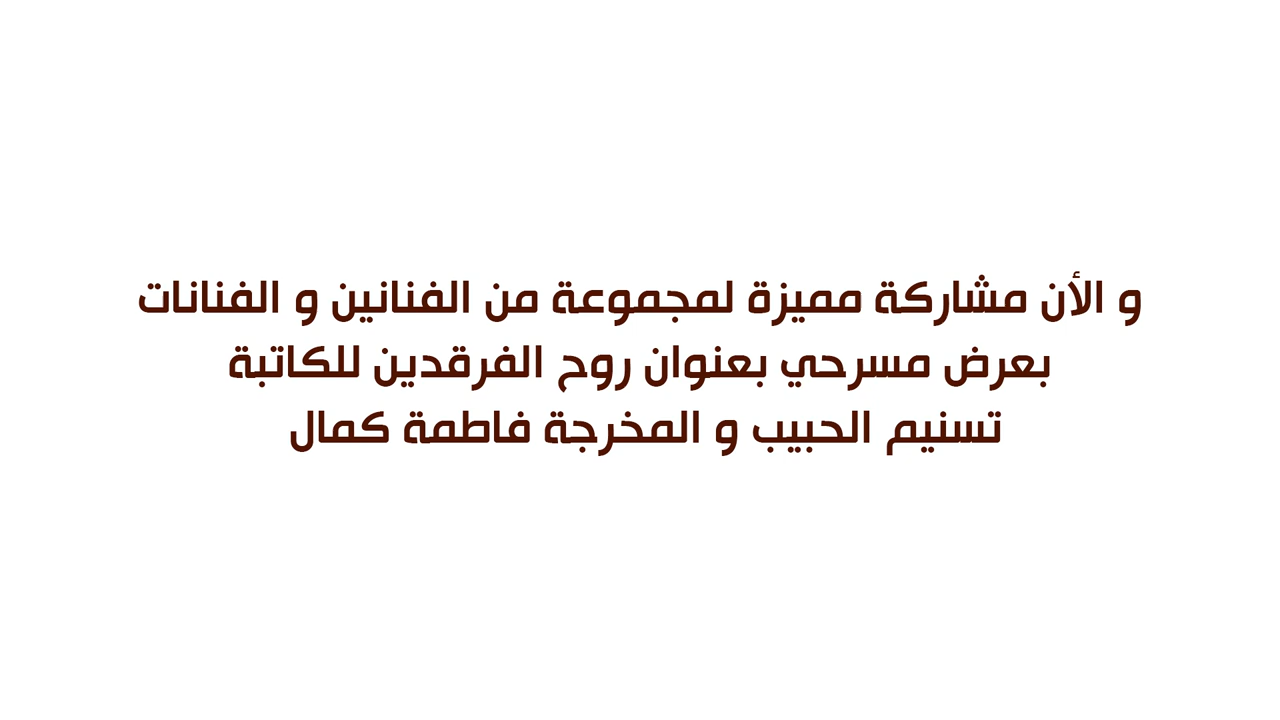 و الأن مشاركة مميزة لمجموعة من الفنانين و الفنانات
بعرض مسرحي بعنوان روح الفرقدين للكاتبة
تسنيم الحبيب و المخرجة فاطمة كمال